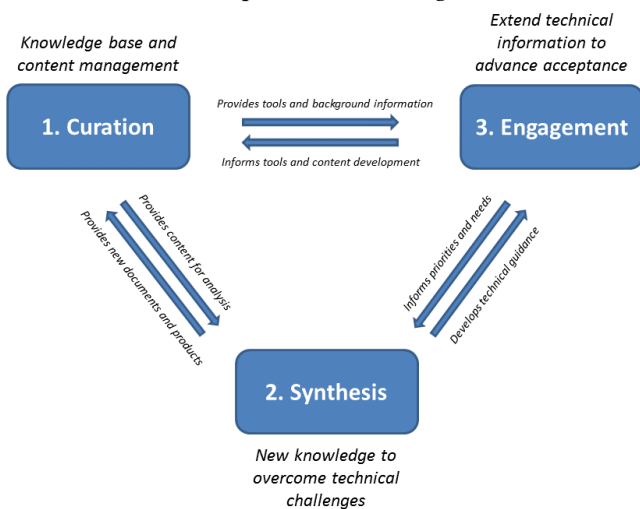 Knowledge base and
content management
1. Curation
Extend technical
information to
advance acceptance
3. Engagement
Provides tools and background information
Informs tools and content development
Provides content for analysis
Provides new documents and products
Informs priorities and needs
Develops technical guidance
2. Synthesis
New knowledge to
overcome technical
challenges